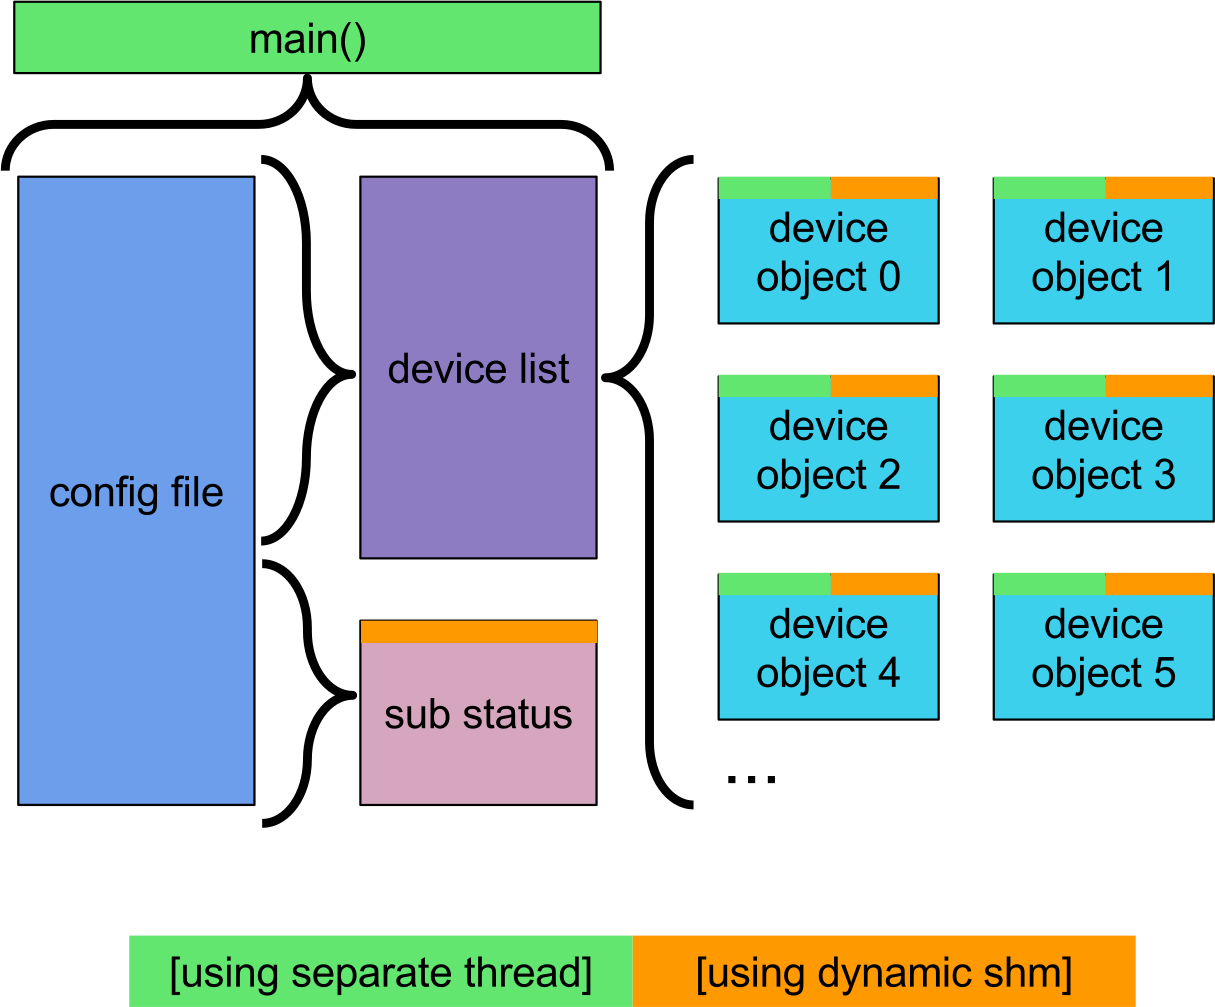 main()
config file
device list
sub status
device
object 0
device
object 1
device
object 2
device
object 3
device
object 4
device
object 5
...
[using separate thread]
[using dynamic shm]